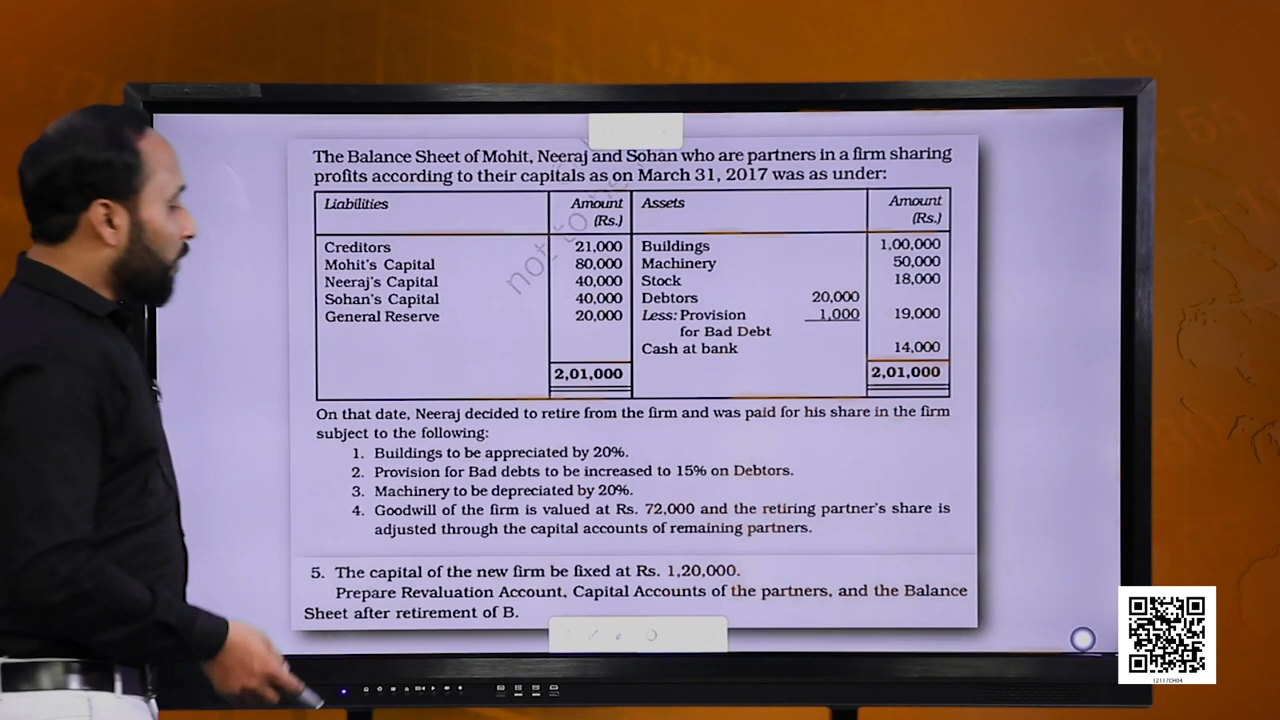 The Balance Sheet of Mohit, Neeraj and Sohan who are partners in a firm sharing
profits according to their capitals as on March 31, 2017 was as under:
Liabilities Amount (Rs.) Assets Amount (Rs.)
Creditors 21,000 Buildings 1,00,000
Mohit's Capital 80,000 Machinery 50,000
Neeraj's Capital 40,000 Stock 18,000
Sohan's Capital 40,000 Debtors 20,000
General Reserve 20,000 Less: Provision 1,000 19,000
for Bad Debt
Cash at bank 14,000
2,01,000 2,01,000
not to be
On that date, Neeraj decided to retire from the firm and was paid for his share in the firm
subject to the following:
1. Buildings to be appreciated by 20%.
2. Provision for Bad debts to be increased to 15% on Debtors.
3. Machinery to be depreciated by 20%.
4. Goodwill of the firm is valued at Rs. 72,000 and the retiring partner's share is
adjusted through the capital accounts of remaining partners.
5. The capital of the new firm be fixed at Rs. 1,20,000.
Prepare Revaluation Account, Capital Accounts of the partners, and the Balance
Sheet after retirement of B.
12117CH04